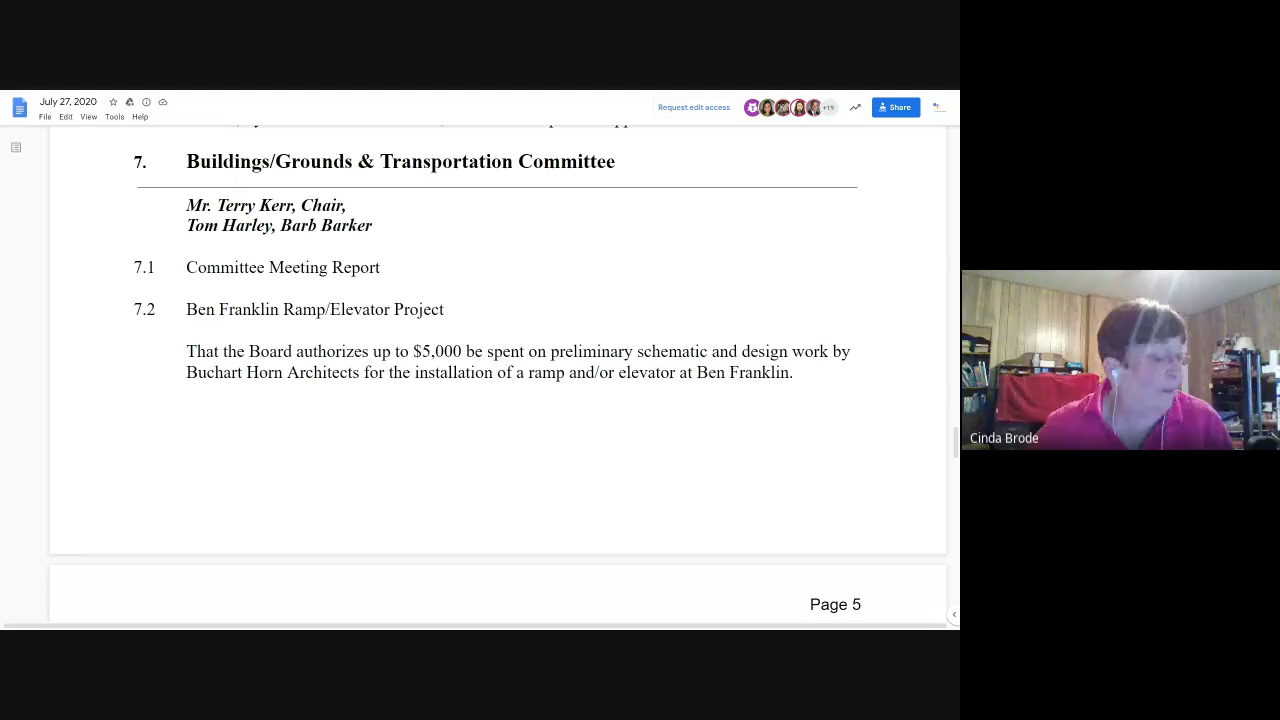 July 27, 2020
File Edit View Tools Help
Request edit access
+19
Share
7. Buildings/Grounds & Transportation Committee
Mr. Terry Kerr, Chair,
Tom Harley, Barb Barker
7.1 Committee Meeting Report
7.2 Ben Franklin Ramp/Elevator Project
That the Board authorizes up to $5,000 be spent on preliminary schematic and design work by
Buchart Horn Architects for the installation of a ramp and/or elevator at Ben Franklin.
Page 5
Cinda Brode